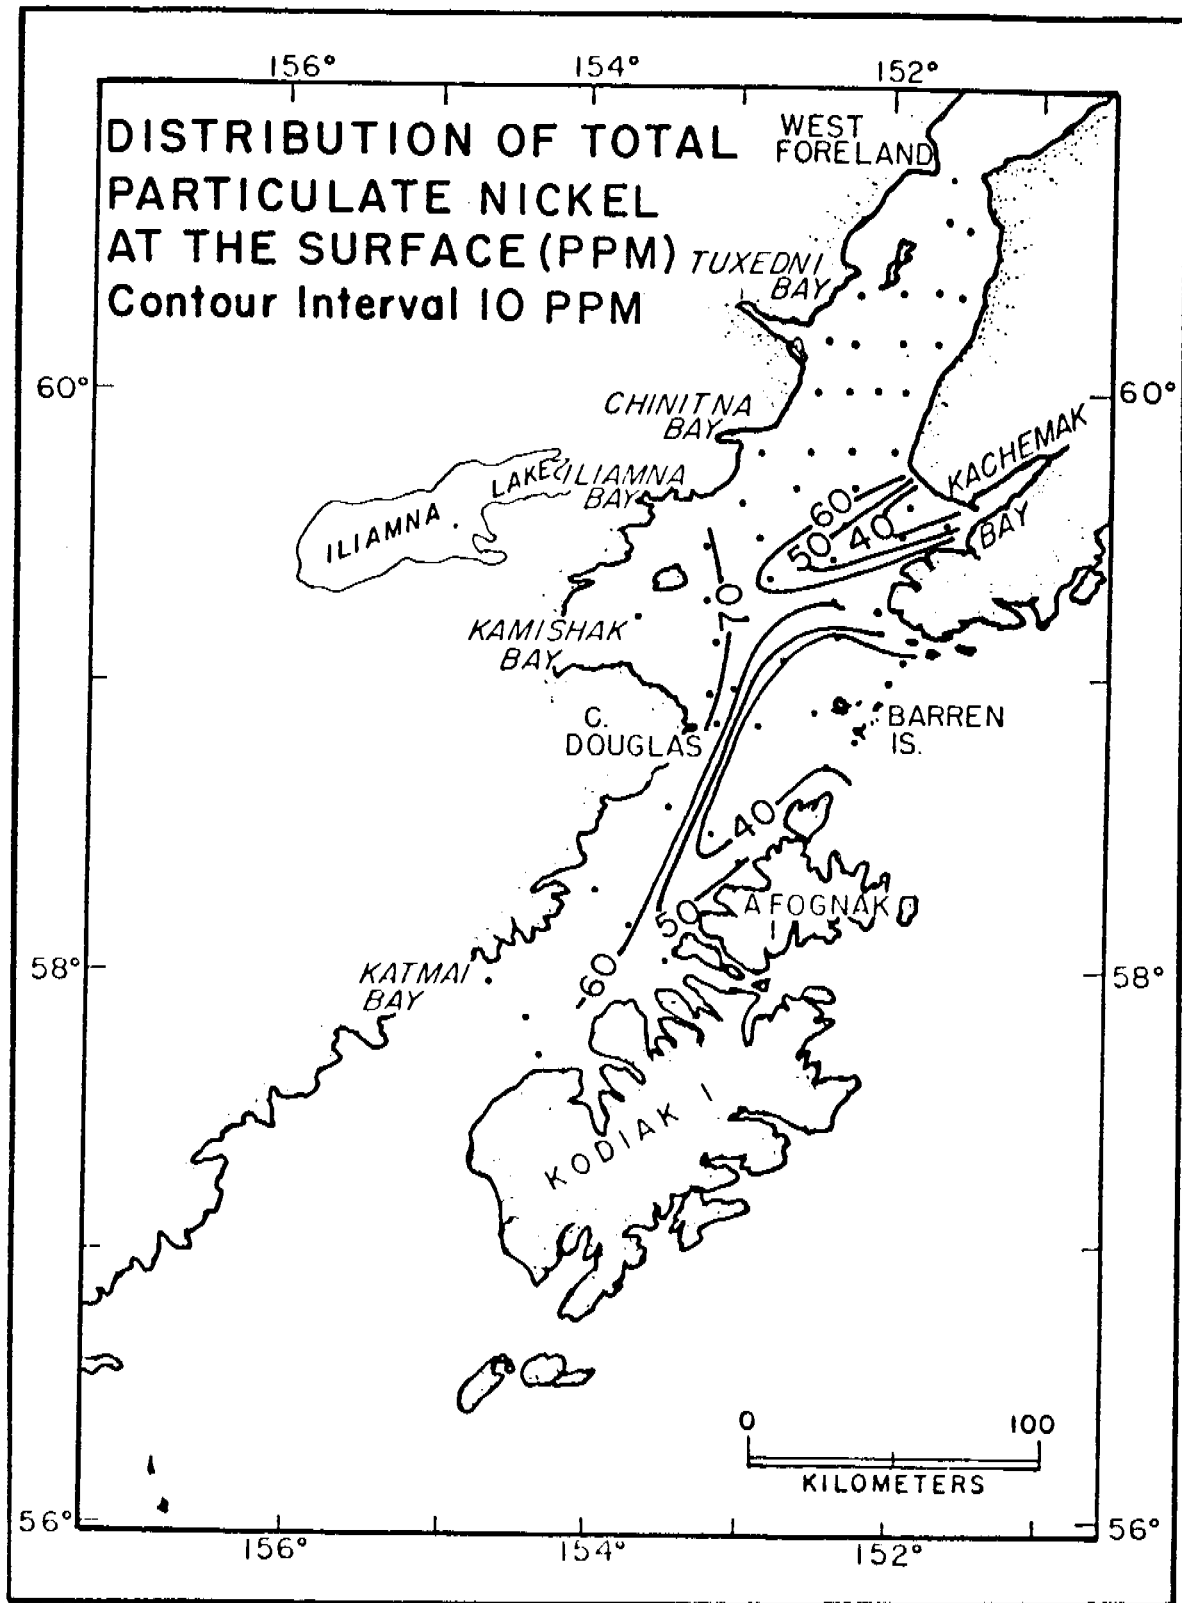 156°
154°
152°
DISTRIBUTION OF TOTAL
PARTICULATE NICKEL
AT THE SURFACE (PPM)
Contour Interval 10 PPM
WEST
FORELAND
TUXEDNI
BAY
60°
60°
CHINITNA
BAY
KACHEMAK
BAY
LAKE
ILIAMNA
ILIAMNA
BAY
60
50
40
70
KAMISHAK
BAY
C.
DOUGLAS
BARREN
IS.
40
50
AFOGNAK
I
60
58°
58°
KATMAI
BAY
KODIAK I
0
100
KILOMETERS
56°
56°
156°
154°
152°